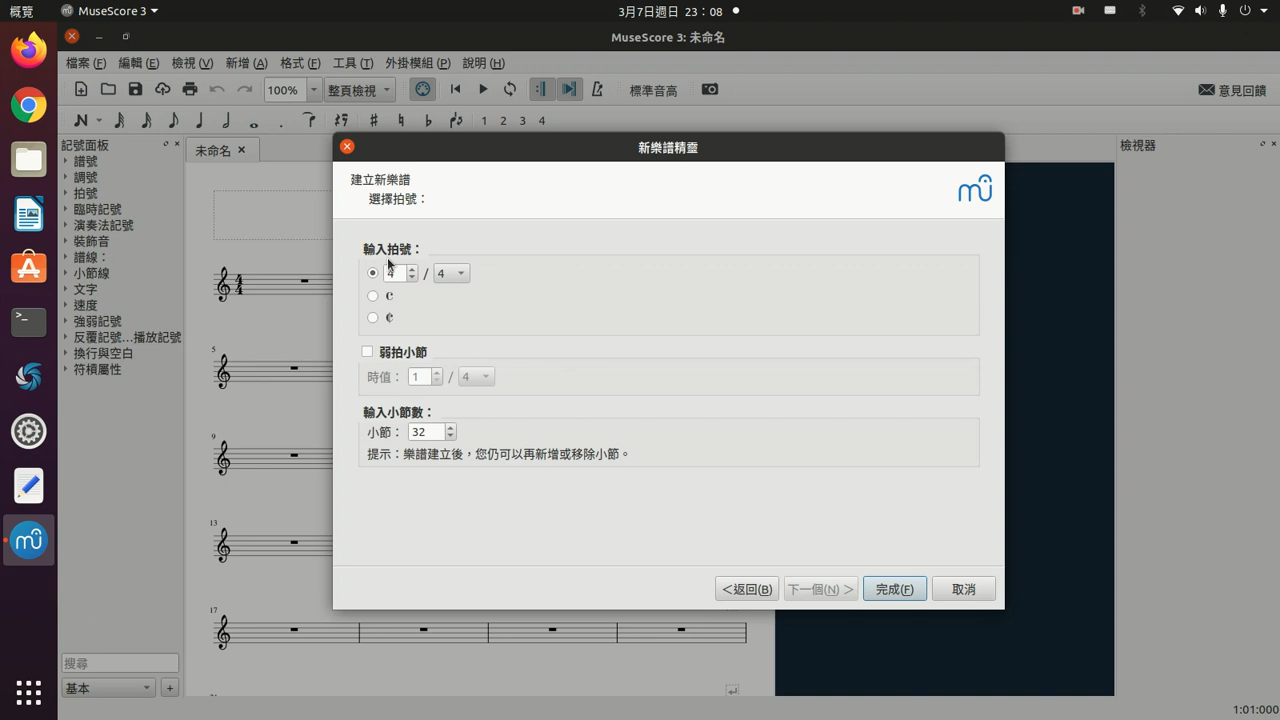 概覽
MuseScore 3
3月7日週日 23：08
MuseScore 3: 未命名
檔案 (F) 編輯 (E) 檢視 (V) 新增 (A) 格式 (F) 工具 (T) 外掛模組 (P) 說明 (H)
100% 整頁檢視 標準音高 意見回饋
1 2 3 4
記號面板
譜號
調號
拍號
臨時記號
演奏法記號
裝飾音
譜線：
小節線
文字
速度
強弱記號
反覆記號…播放記號
換行與空白
符槓屬性
搜尋
基本 +
未命名
5
9
13
17
新樂譜精靈
建立新樂譜
選擇拍號：
輸入拍號：
4 / 4
弱拍小節
時值： 1 / 4
輸入小節數：
小節： 32
提示：樂譜建立後，您仍可以再新增或移除小節。
＜返回(B) 下一個(N) ＞ 完成(F) 取消
檢視器
1:01:000